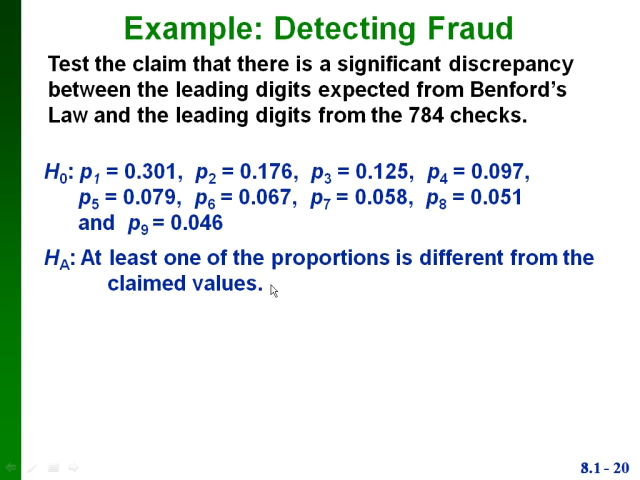 Example: Detecting Fraud
Test the claim that there is a significant discrepancy
between the leading digits expected from Benford's
Law and the leading digits from the 784 checks.
H0: p1 = 0.301, p2 = 0.176, p3 = 0.125, p4 = 0.097,
p5 = 0.079, p6 = 0.067, p7 = 0.058, p8 = 0.051
and p9 = 0.046
HA: At least one of the proportions is different from the
claimed values.
8.1 - 20